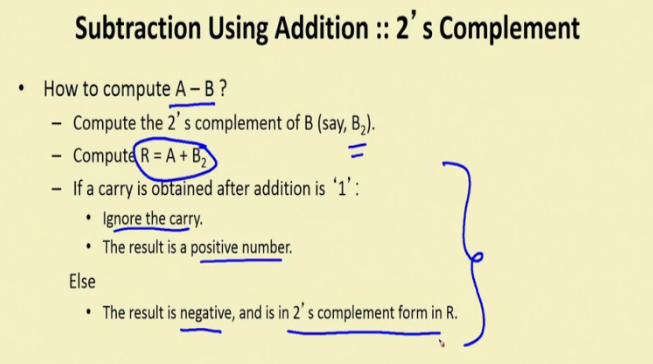 Subtraction Using Addition :: 2's Complement
• How to compute A – B ?
– Compute the 2's complement of B (say, B₂).
– Compute R = A + B₂
– If a carry is obtained after addition is '1' :
• Ignore the carry.
• The result is a positive number.
Else
• The result is negative, and is in 2's complement form in R.